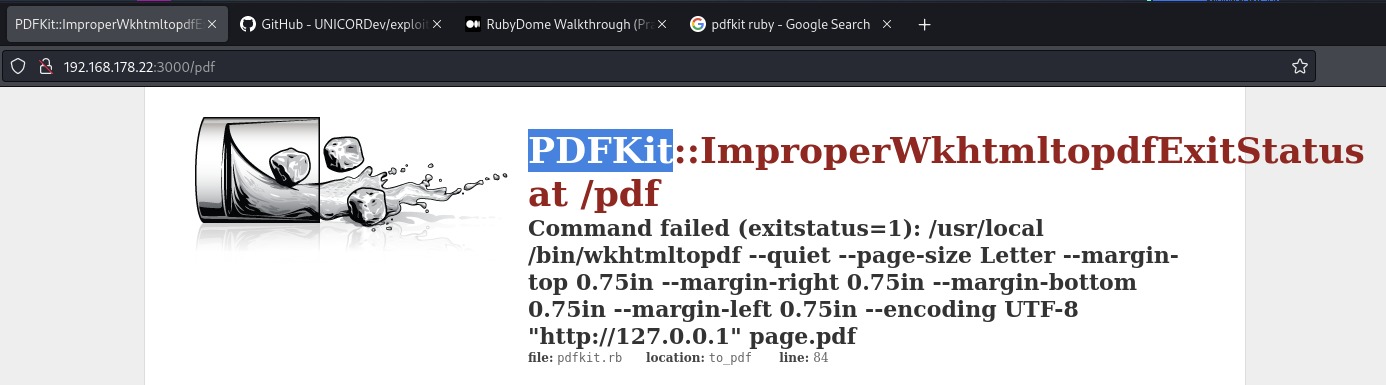 PDFKit::ImproperWkhtmltopdfE
GitHub - UNICORDev/exploit
RubyDome Walkthrough (Pra
pdfkit ruby - Google Search
192.168.178.22:3000/pdf
PDFKit::ImproperWkhtmltopdfExitStatus
at /pdf
Command failed (exitstatus=1): /usr/local
/bin/wkhtmltopdf --quiet --page-size Letter --margin-
top 0.75in --margin-right 0.75in --margin-bottom
0.75in --margin-left 0.75in --encoding UTF-8
"http://127.0.0.1" page.pdf
file: pdfkit.rb location: to_pdf line: 84